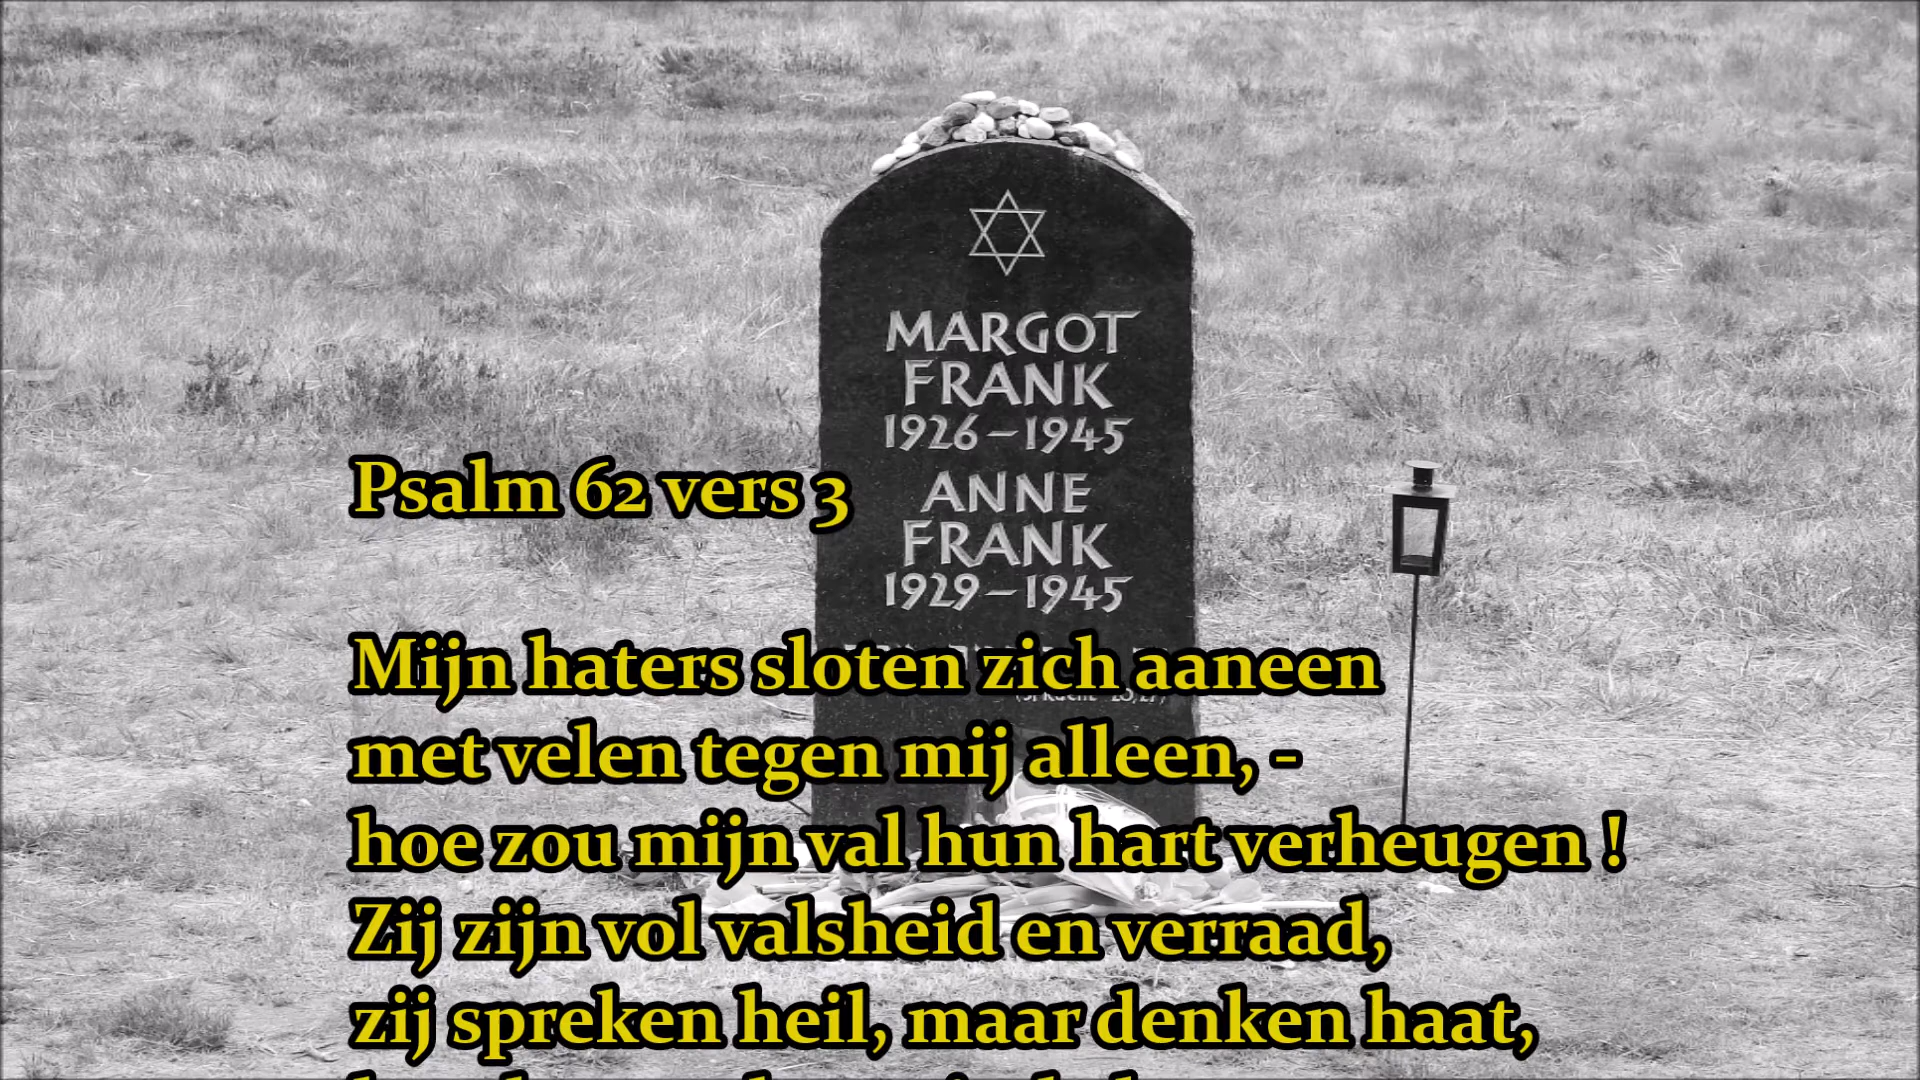 MARGOT
FRANK
1926–1945
ANNE
FRANK
1929–1945
Psalm 62 vers 3
Mijn haters sloten zich aaneen
met velen tegen mij alleen, -
hoe zou mijn val hun hart verheugen !
Zij zijn vol valsheid en verraad,
zij spreken heil, maar denken haat,